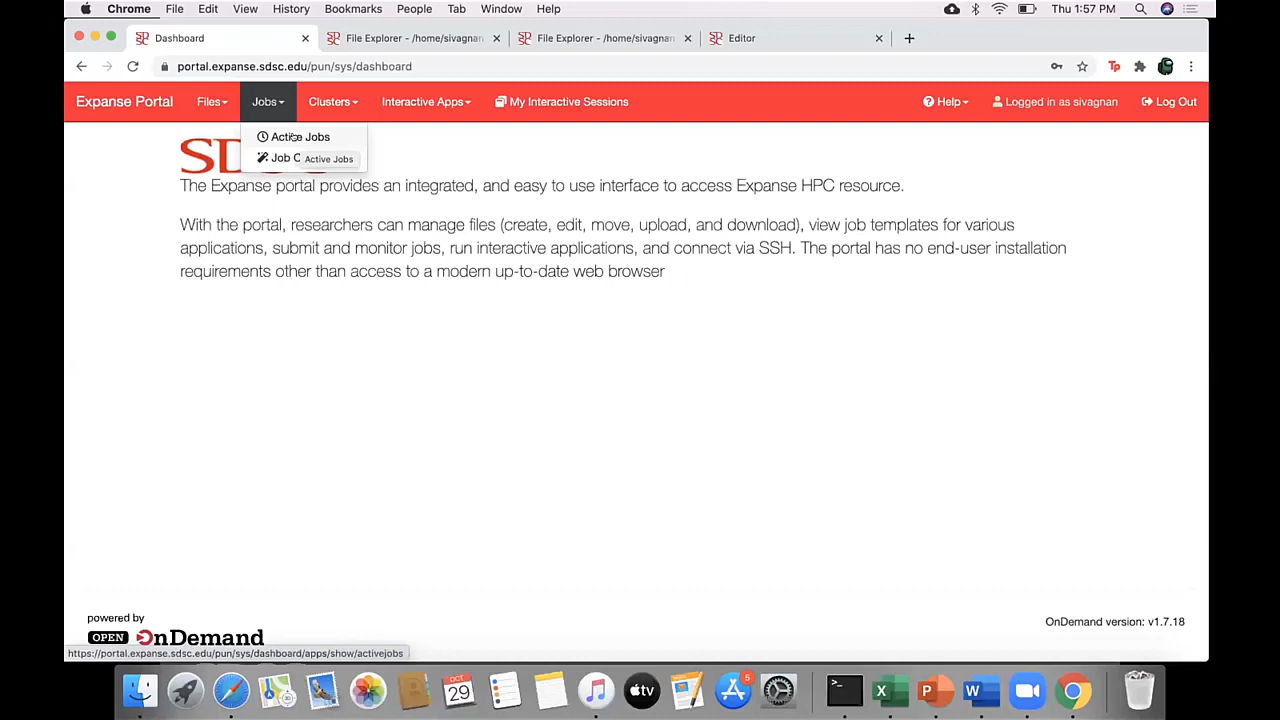 Chrome File Edit View History Bookmarks People Tab Window Help Thu 1:57 PM
Dashboard File Explorer - /home/sivagnan File Explorer - /home/sivagnan Editor
portal.expanse.sdsc.edu/pun/sys/dashboard
Expanse Portal Files Jobs Clusters Interactive Apps My Interactive Sessions Help Logged in as sivagnan Log Out
Active Jobs
Job C
Active Jobs
The Expanse portal provides an integrated, and easy to use interface to access Expanse HPC resource.
With the portal, researchers can manage files (create, edit, move, upload, and download), view job templates for various
applications, submit and monitor jobs, run interactive applications, and connect via SSH. The portal has no end-user installation
requirements other than access to a modern up-to-date web browser
powered by
OPEN OnDemand
OnDemand version: v1.7.18
https://portal.expanse.sdsc.edu/pun/sys/dashboard/apps/show/activejobs
OCT
29
tv
5